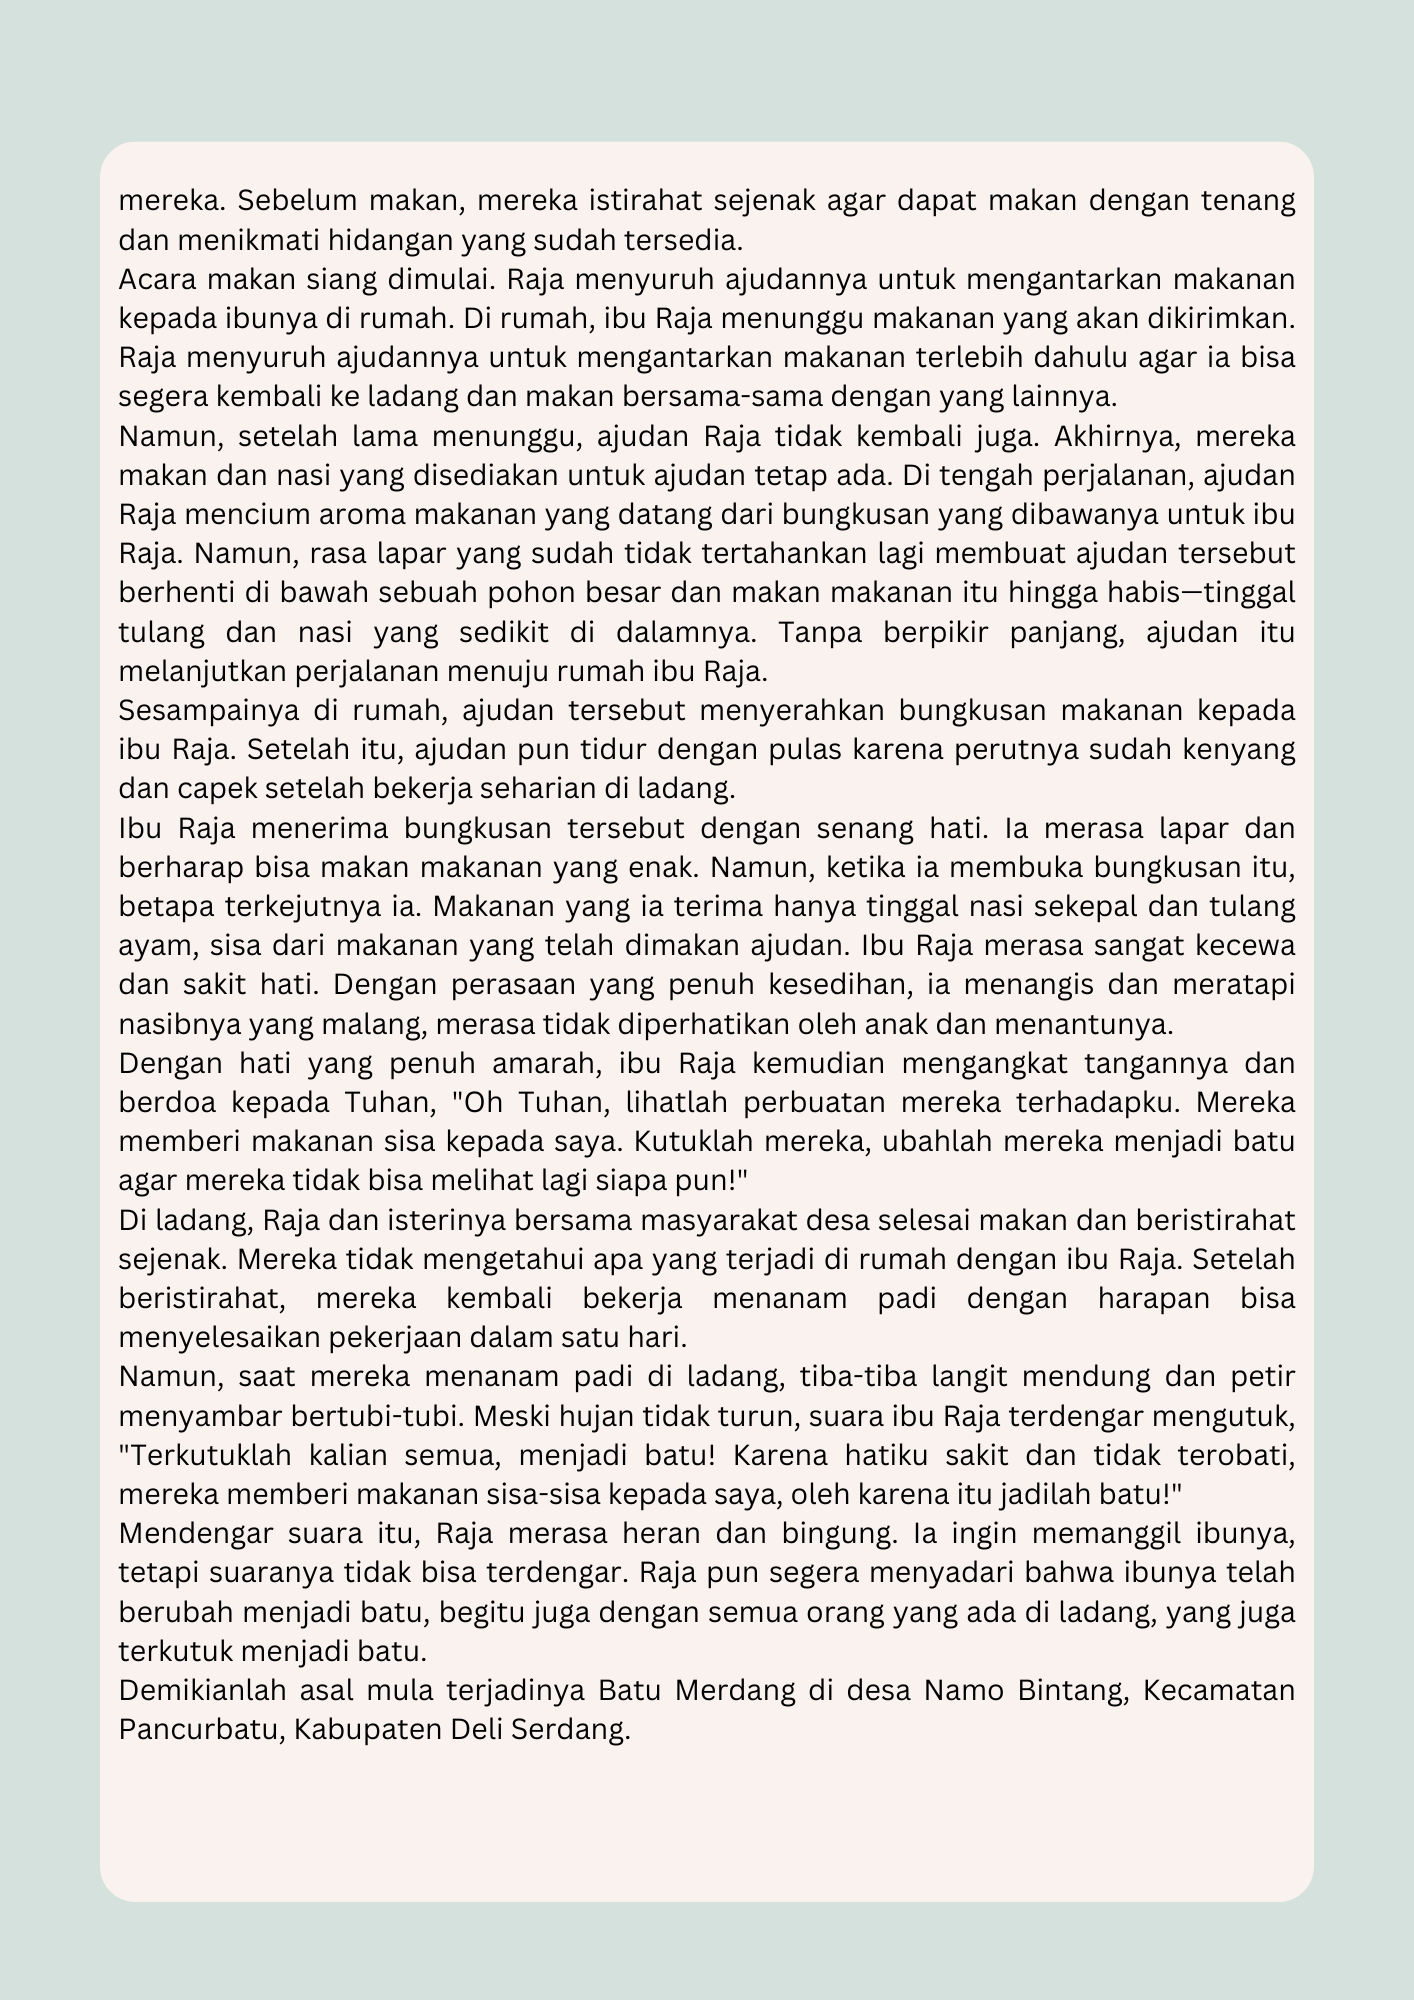 mereka. Sebelum makan, mereka istirahat sejenak agar dapat makan dengan tenang
dan menikmati hidangan yang sudah tersedia.
Acara makan siang dimulai. Raja menyuruh ajudannya untuk mengantarkan makanan
kepada ibunya di rumah. Di rumah, ibu Raja menunggu makanan yang akan dikirimkan.
Raja menyuruh ajudannya untuk mengantarkan makanan terlebih dahulu agar ia bisa
segera kembali ke ladang dan makan bersama-sama dengan yang lainnya.
Namun, setelah lama menunggu, ajudan Raja tidak kembali juga. Akhirnya, mereka
makan dan nasi yang disediakan untuk ajudan tetap ada. Di tengah perjalanan, ajudan
Raja mencium aroma makanan yang datang dari bungkusan yang dibawanya untuk ibu
Raja. Namun, rasa lapar yang sudah tidak tertahankan lagi membuat ajudan tersebut
berhenti di bawah sebuah pohon besar dan makan makanan itu hingga habis—tinggal
tulang dan nasi yang sedikit di dalamnya. Tanpa berpikir panjang, ajudan itu
melanjutkan perjalanan menuju rumah ibu Raja.
Sesampainya di rumah, ajudan tersebut menyerahkan bungkusan makanan kepada
ibu Raja. Setelah itu, ajudan pun tidur dengan pulas karena perutnya sudah kenyang
dan capek setelah bekerja seharian di ladang.
Ibu Raja menerima bungkusan tersebut dengan senang hati. Ia merasa lapar dan
berharap bisa makan makanan yang enak. Namun, ketika ia membuka bungkusan itu,
betapa terkejutnya ia. Makanan yang ia terima hanya tinggal nasi sekepal dan tulang
ayam, sisa dari makanan yang telah dimakan ajudan. Ibu Raja merasa sangat kecewa
dan sakit hati. Dengan perasaan yang penuh kesedihan, ia menangis dan meratapi
nasibnya yang malang, merasa tidak diperhatikan oleh anak dan menantunya.
Dengan hati yang penuh amarah, ibu Raja kemudian mengangkat tangannya dan
berdoa kepada Tuhan, "Oh Tuhan, lihatlah perbuatan mereka terhadapku. Mereka
memberi makanan sisa kepada saya. Kutuklah mereka, ubahlah mereka menjadi batu
agar mereka tidak bisa melihat lagi siapa pun!"
Di ladang, Raja dan isterinya bersama masyarakat desa selesai makan dan beristirahat
sejenak. Mereka tidak mengetahui apa yang terjadi di rumah dengan ibu Raja. Setelah
beristirahat, mereka kembali bekerja menanam padi dengan harapan bisa
menyelesaikan pekerjaan dalam satu hari.
Namun, saat mereka menanam padi di ladang, tiba-tiba langit mendung dan petir
menyambar bertubi-tubi. Meski hujan tidak turun, suara ibu Raja terdengar mengutuk,
"Terkutuklah kalian semua, menjadi batu! Karena hatiku sakit dan tidak terobati,
mereka memberi makanan sisa-sisa kepada saya, oleh karena itu jadilah batu!"
Mendengar suara itu, Raja merasa heran dan bingung. Ia ingin memanggil ibunya,
tetapi suaranya tidak bisa terdengar. Raja pun segera menyadari bahwa ibunya telah
berubah menjadi batu, begitu juga dengan semua orang yang ada di ladang, yang juga
terkutuk menjadi batu.
Demikianlah asal mula terjadinya Batu Merdang di desa Namo Bintang, Kecamatan
Pancurbatu, Kabupaten Deli Serdang.